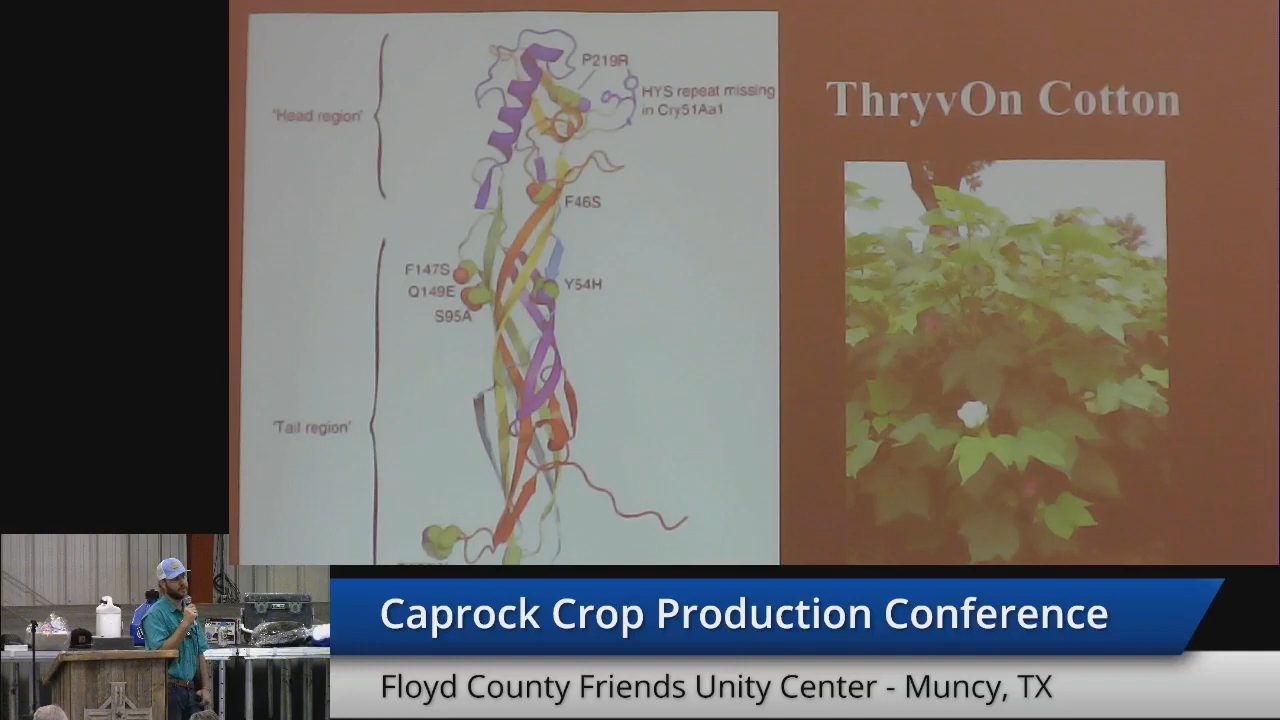 ThryvOn Cotton
'Head region'
P219R
HYS repeat missing
in Cry51Aa1
F46S
F147S
Q149E
S95A
Y54H
'Tail region'
Caprock Crop Production Conference
Floyd County Friends Unity Center - Muncy, TX